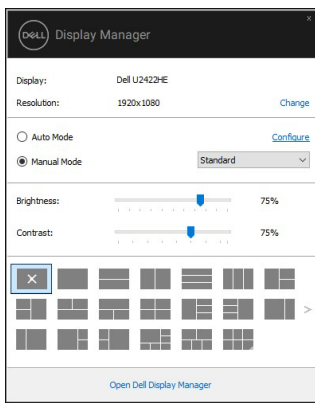 DELL Display Manager
Display: Dell U2422HE
Resolution: 1920x1080 Change
Auto Mode Configure
Manual Mode Standard
Brightness: 75%
Contrast: 75%
Open Dell Display Manager